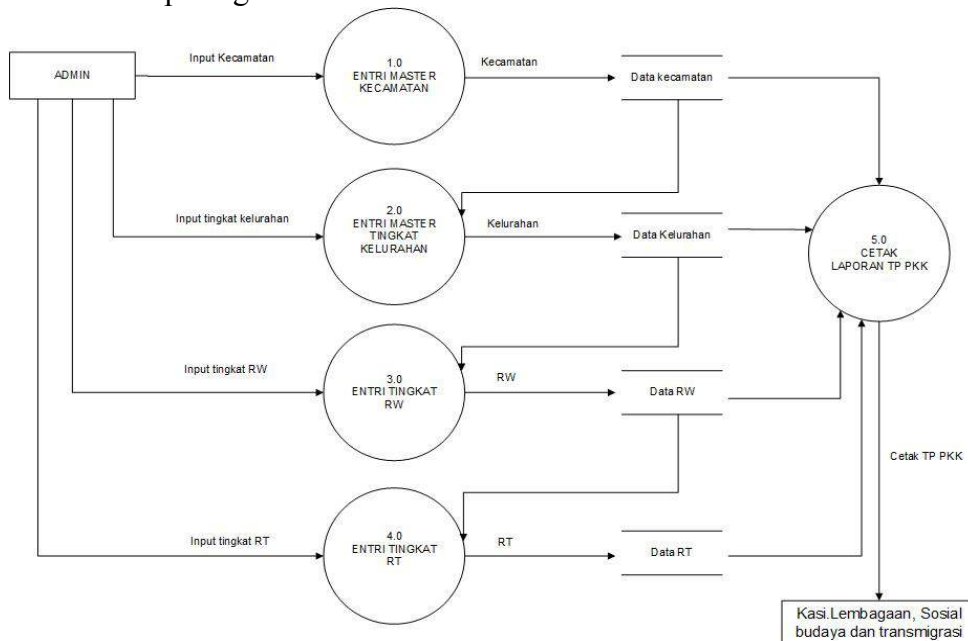 ADMIN
Input Kecamatan
1.0
ENTRI MASTER
KECAMATAN
Kecamatan
Data kecamatan
Input tingkat kelurahan
2.0
ENTRI MASTER
TINGKAT
KELURAHAN
Kelurahan
Data Kelurahan
5.0
CETAK
LAPORAN TP PKK
Input tingkat RW
3.0
ENTRI TINGKAT
RW
RW
Data RW
Cetak TP PKK
Input tingkat RT
4.0
ENTRI TINGKAT
RT
RT
Data RT
Kasi.Lembagaan, Sosial
budaya dan transmigrasi